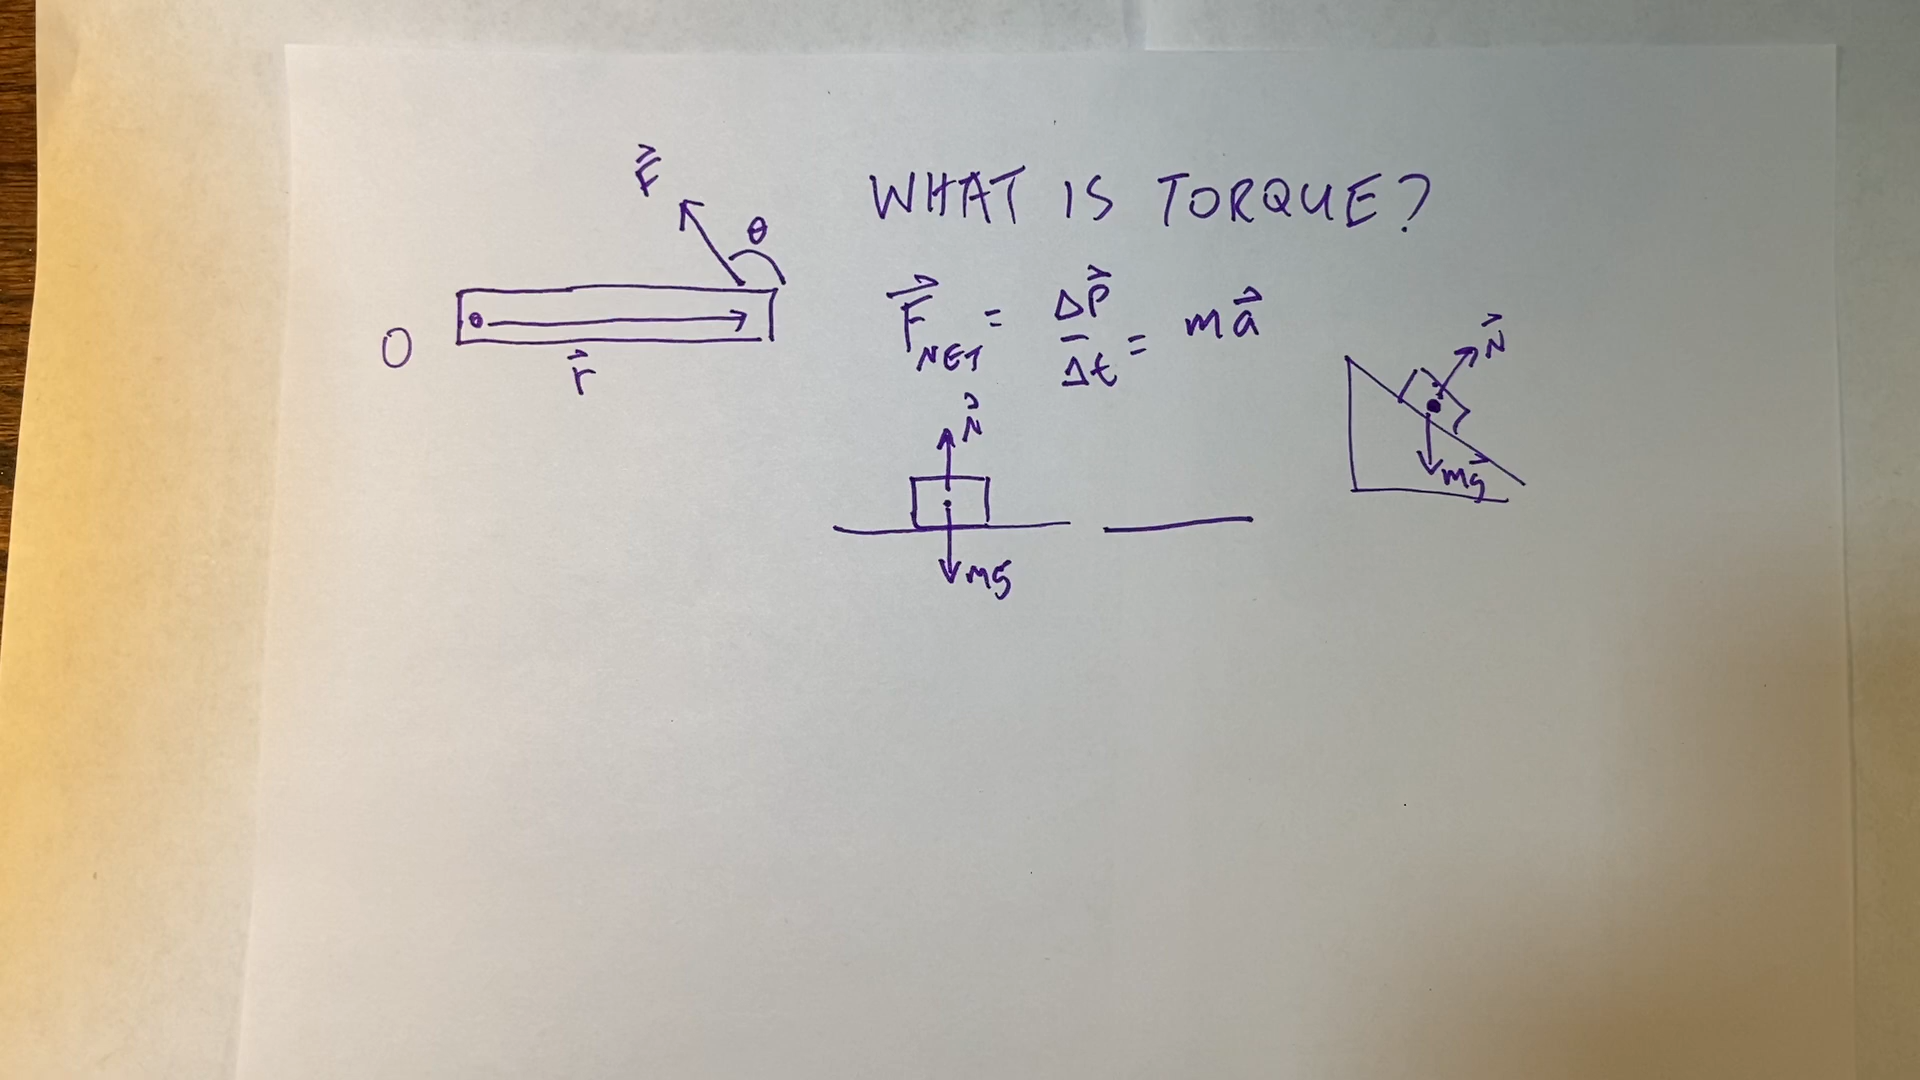 WHAT IS TORQUE?
F⃗
θ
O
r⃗
F⃗ NET = Δp⃗ / Δt = ma⃗
N⃗
mg
N⃗
mg⃗